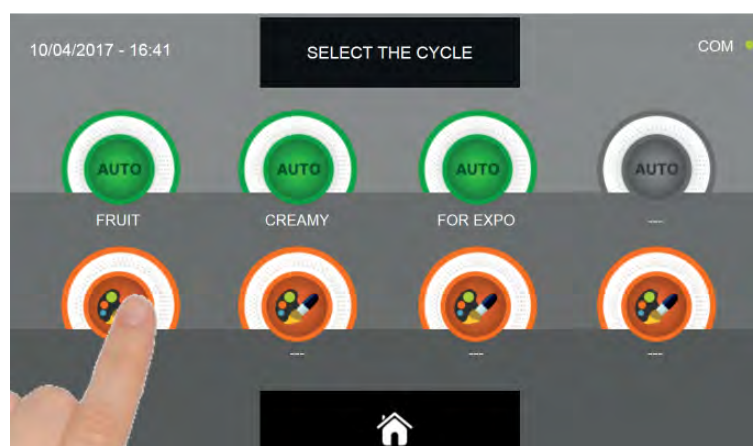 10/04/2017 - 16:41
SELECT THE CYCLE
COM
AUTO
AUTO
AUTO
AUTO
FRUIT
CREAMY
FOR EXPO
---
---
---
---